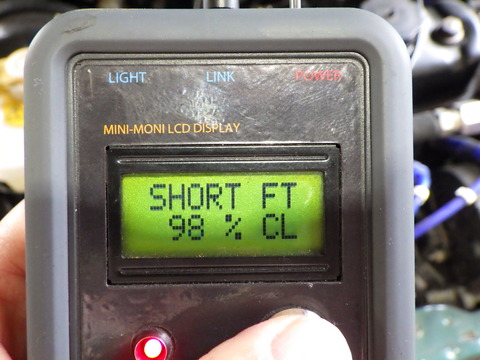 LIGHT LINK POWER
MINI-MONI LCD DISPLAY
SHORT FT
98 % CL